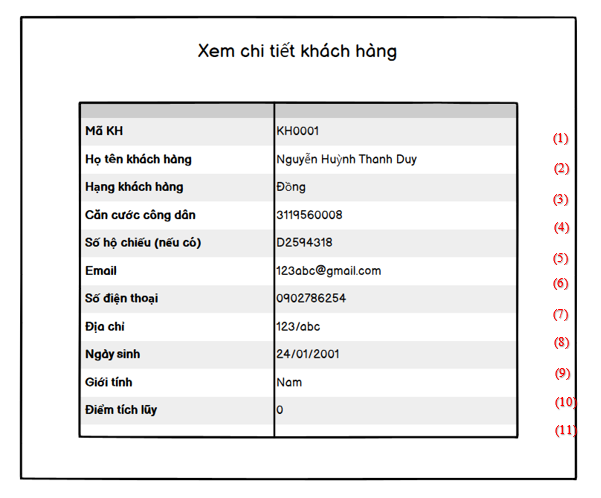 Xem chi tiết khách hàng
Mã KH KH0001 (1)
Họ tên khách hàng Nguyễn Huỳnh Thanh Duy (2)
Hạng khách hàng Đồng (3)
Căn cước công dân 3119560008 (4)
Số hộ chiếu (nếu có) D2594318 (5)
Email 123abc@gmail.com (6)
Số điện thoại 0902786254 (7)
Địa chỉ 123/abc (8)
Ngày sinh 24/01/2001 (9)
Giới tính Nam (10)
Điểm tích lũy 0 (11)